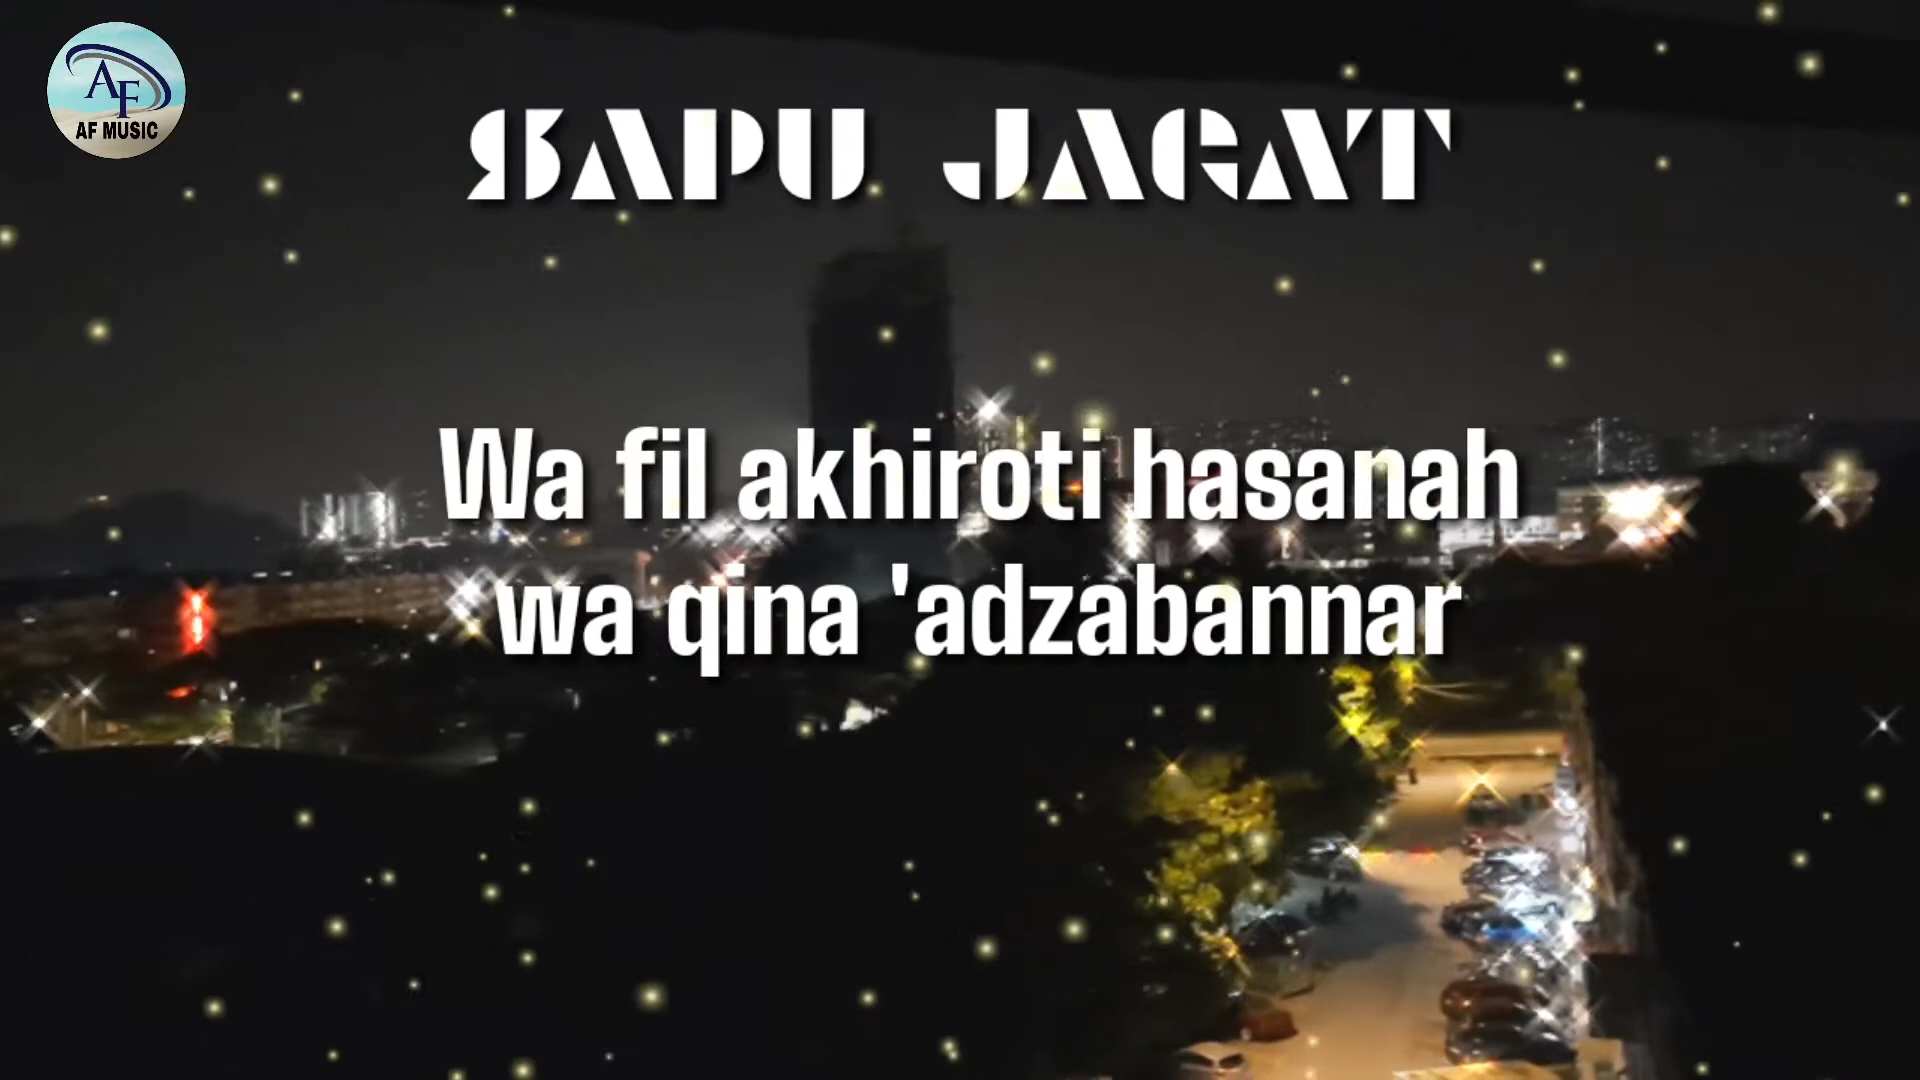 AF
AF MUSIC
SAPU JAGAT
Wa fil akhiroti hasanah
wa qina 'adzabannar